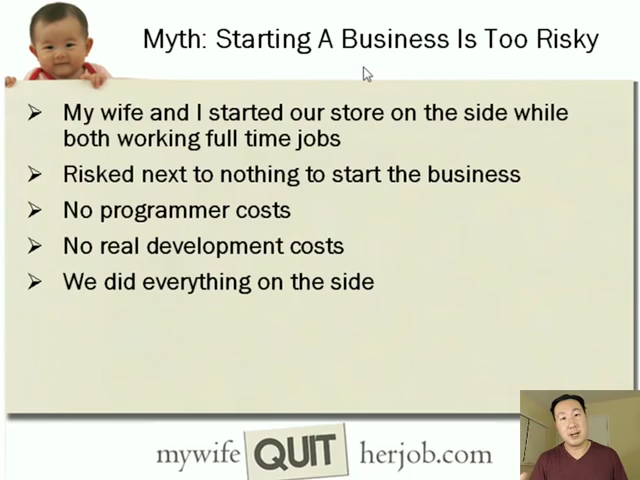 Myth: Starting A Business Is Too Risky
My wife and I started our store on the side while
both working full time jobs
Risked next to nothing to start the business
No programmer costs
No real development costs
We did everything on the side
mywife QUIT herjob.com